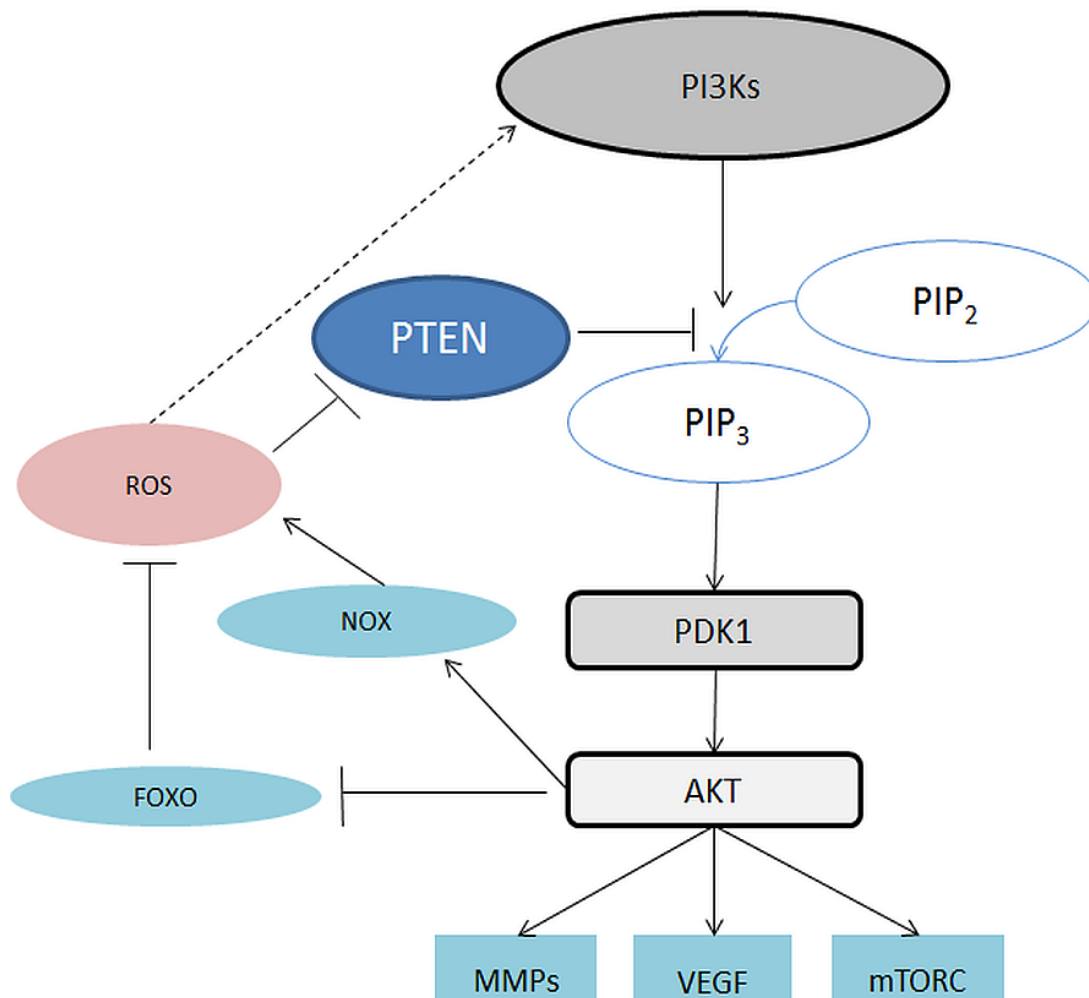 PI3Ks
PIP₂
PTEN
PIP₃
ROS
NOX
PDK1
FOXO
AKT
MMPs
VEGF
mTORC